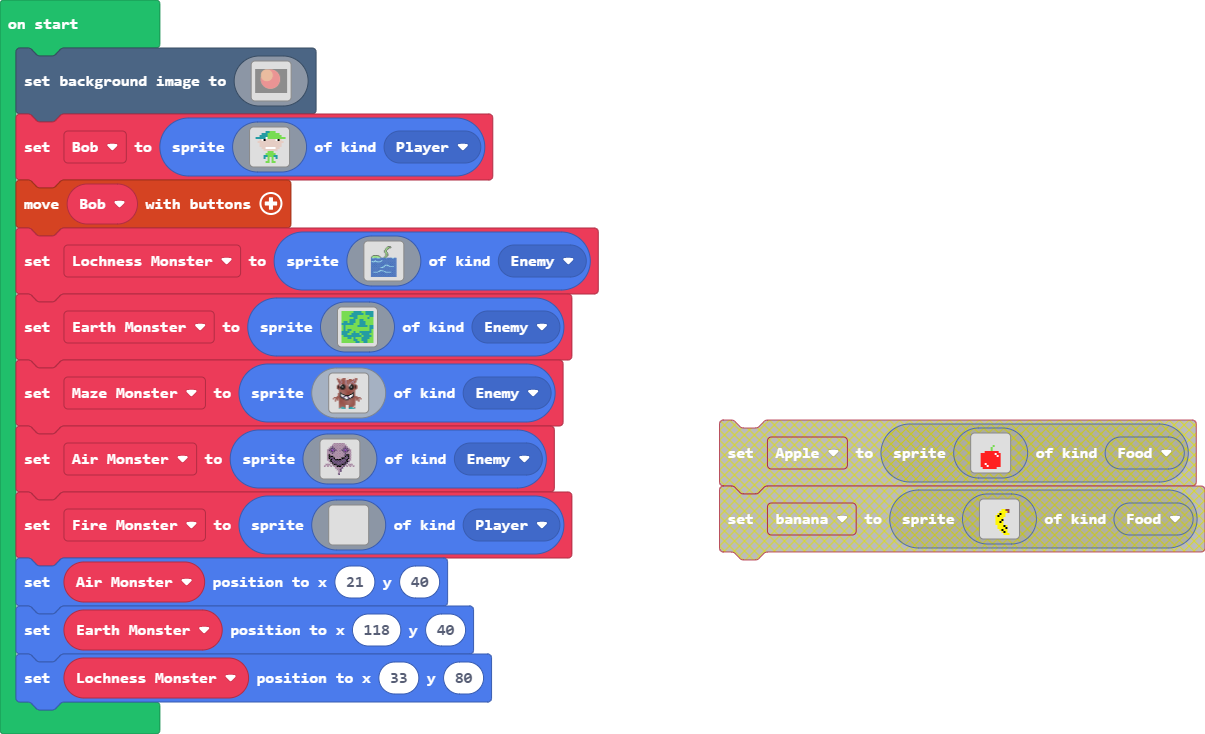 on start
set background image to
set Bob to sprite of kind Player
move Bob with buttons
set Lochness Monster to sprite of kind Enemy
set Earth Monster to sprite of kind Enemy
set Maze Monster to sprite of kind Enemy
set Air Monster to sprite of kind Enemy
set Fire Monster to sprite of kind Player
set Air Monster position to x 21 y 40
set Earth Monster position to x 118 y 40
set Lochness Monster position to x 33 y 80
set Apple to sprite of kind Food
set banana to sprite of kind Food